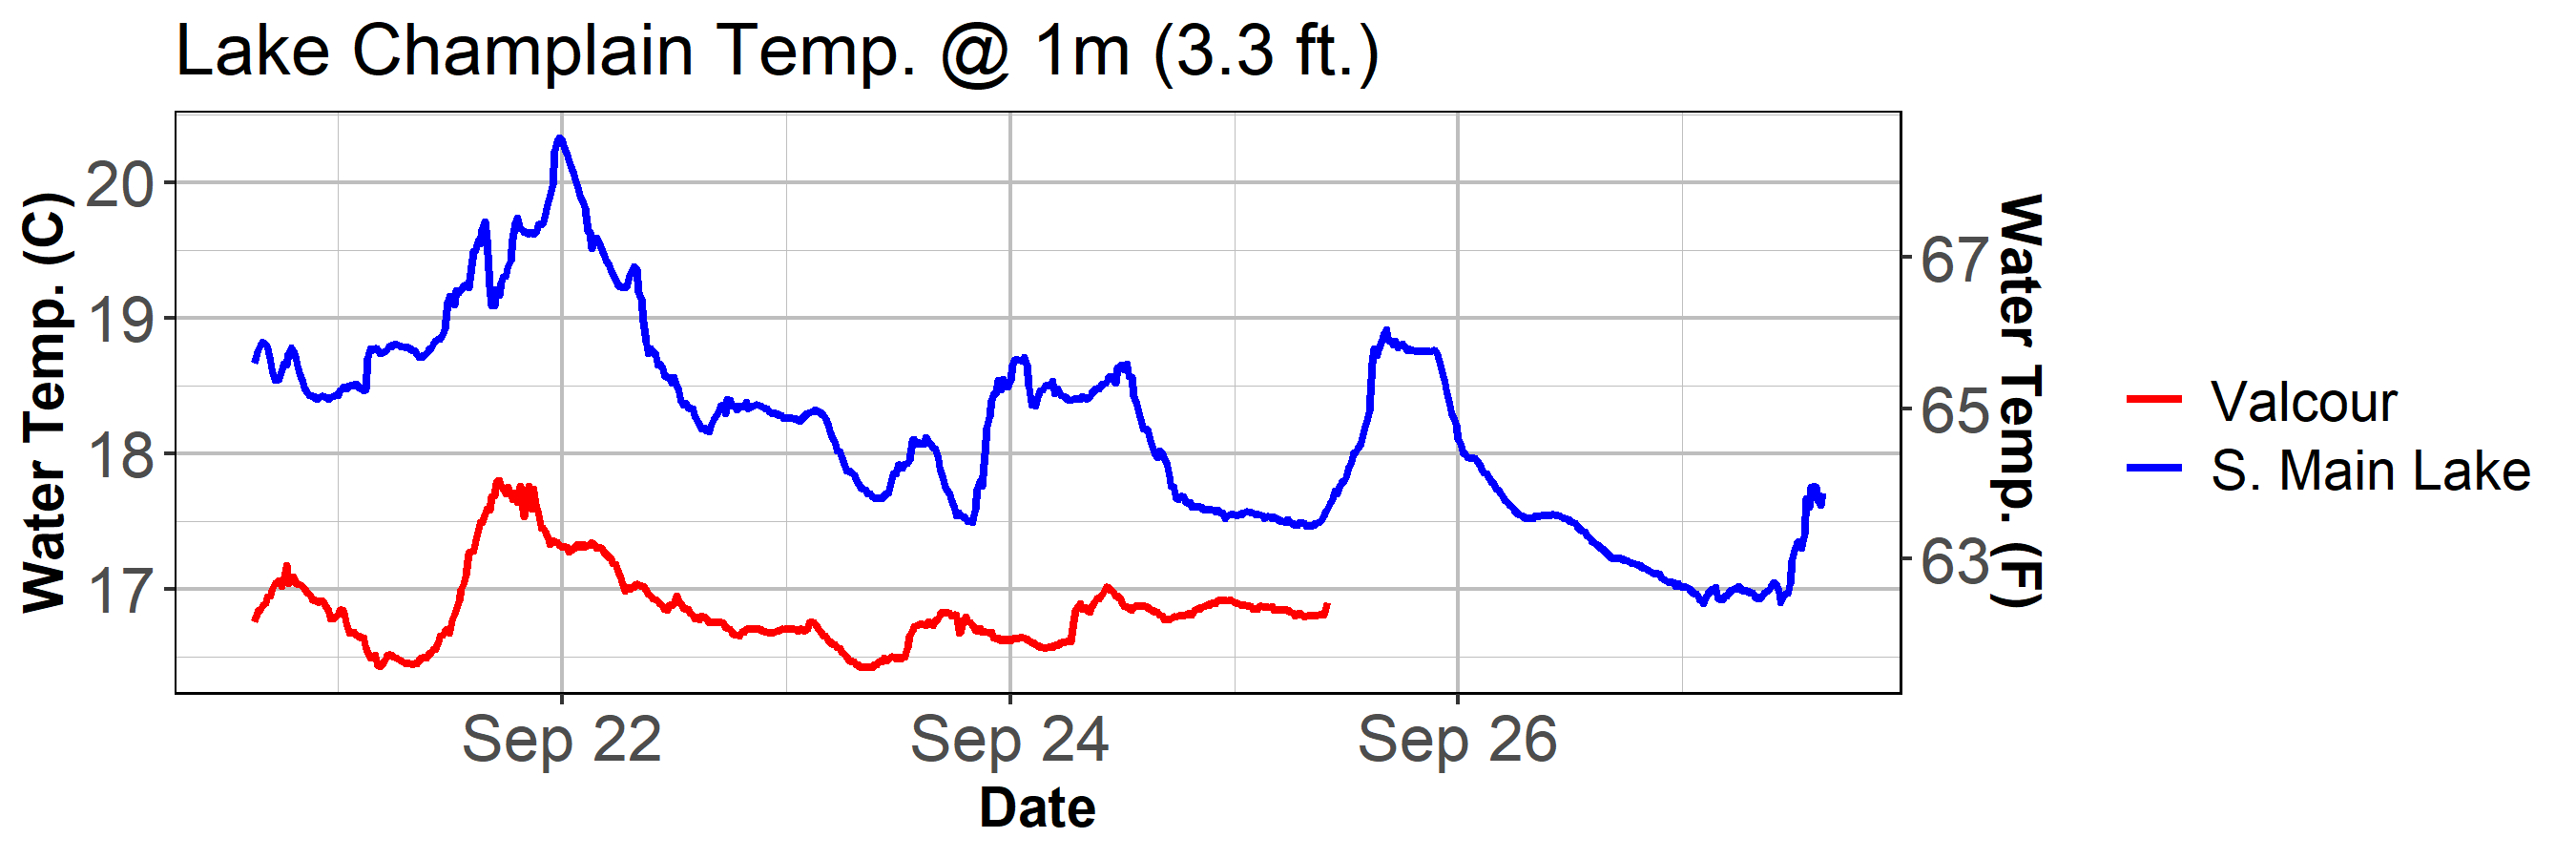 Lake Champlain Temp. @ 1m (3.3 ft.)
Water Temp. (C)
20
19
18
17
67
65
63
Water Temp. (F)
Sep 22
Sep 24
Sep 26
Date
Valcour
S. Main Lake